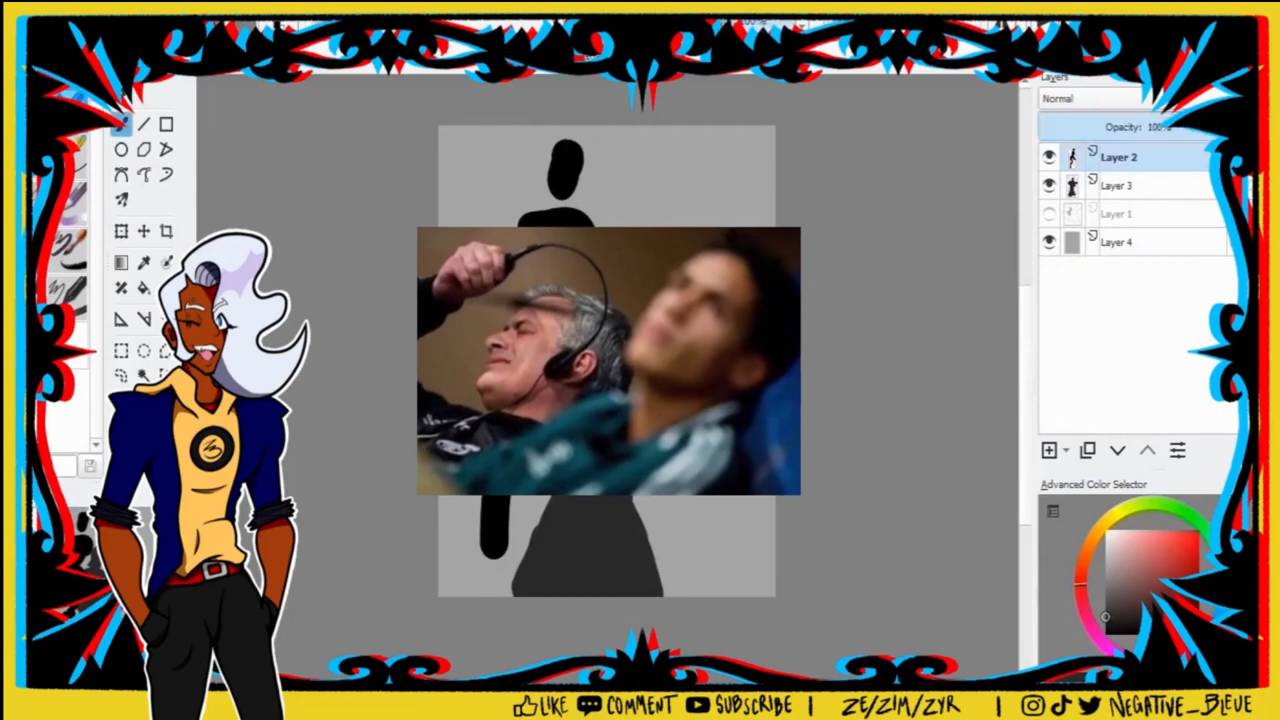 Layers
Normal
Opacity: 100%
Layer 2
Layer 3
Layer 1
Layer 4
Advanced Color Selector
LIKE COMMENT SUBSCRIBE | ZE/ZIM/ZYR | NEGATIVE_BLEUE